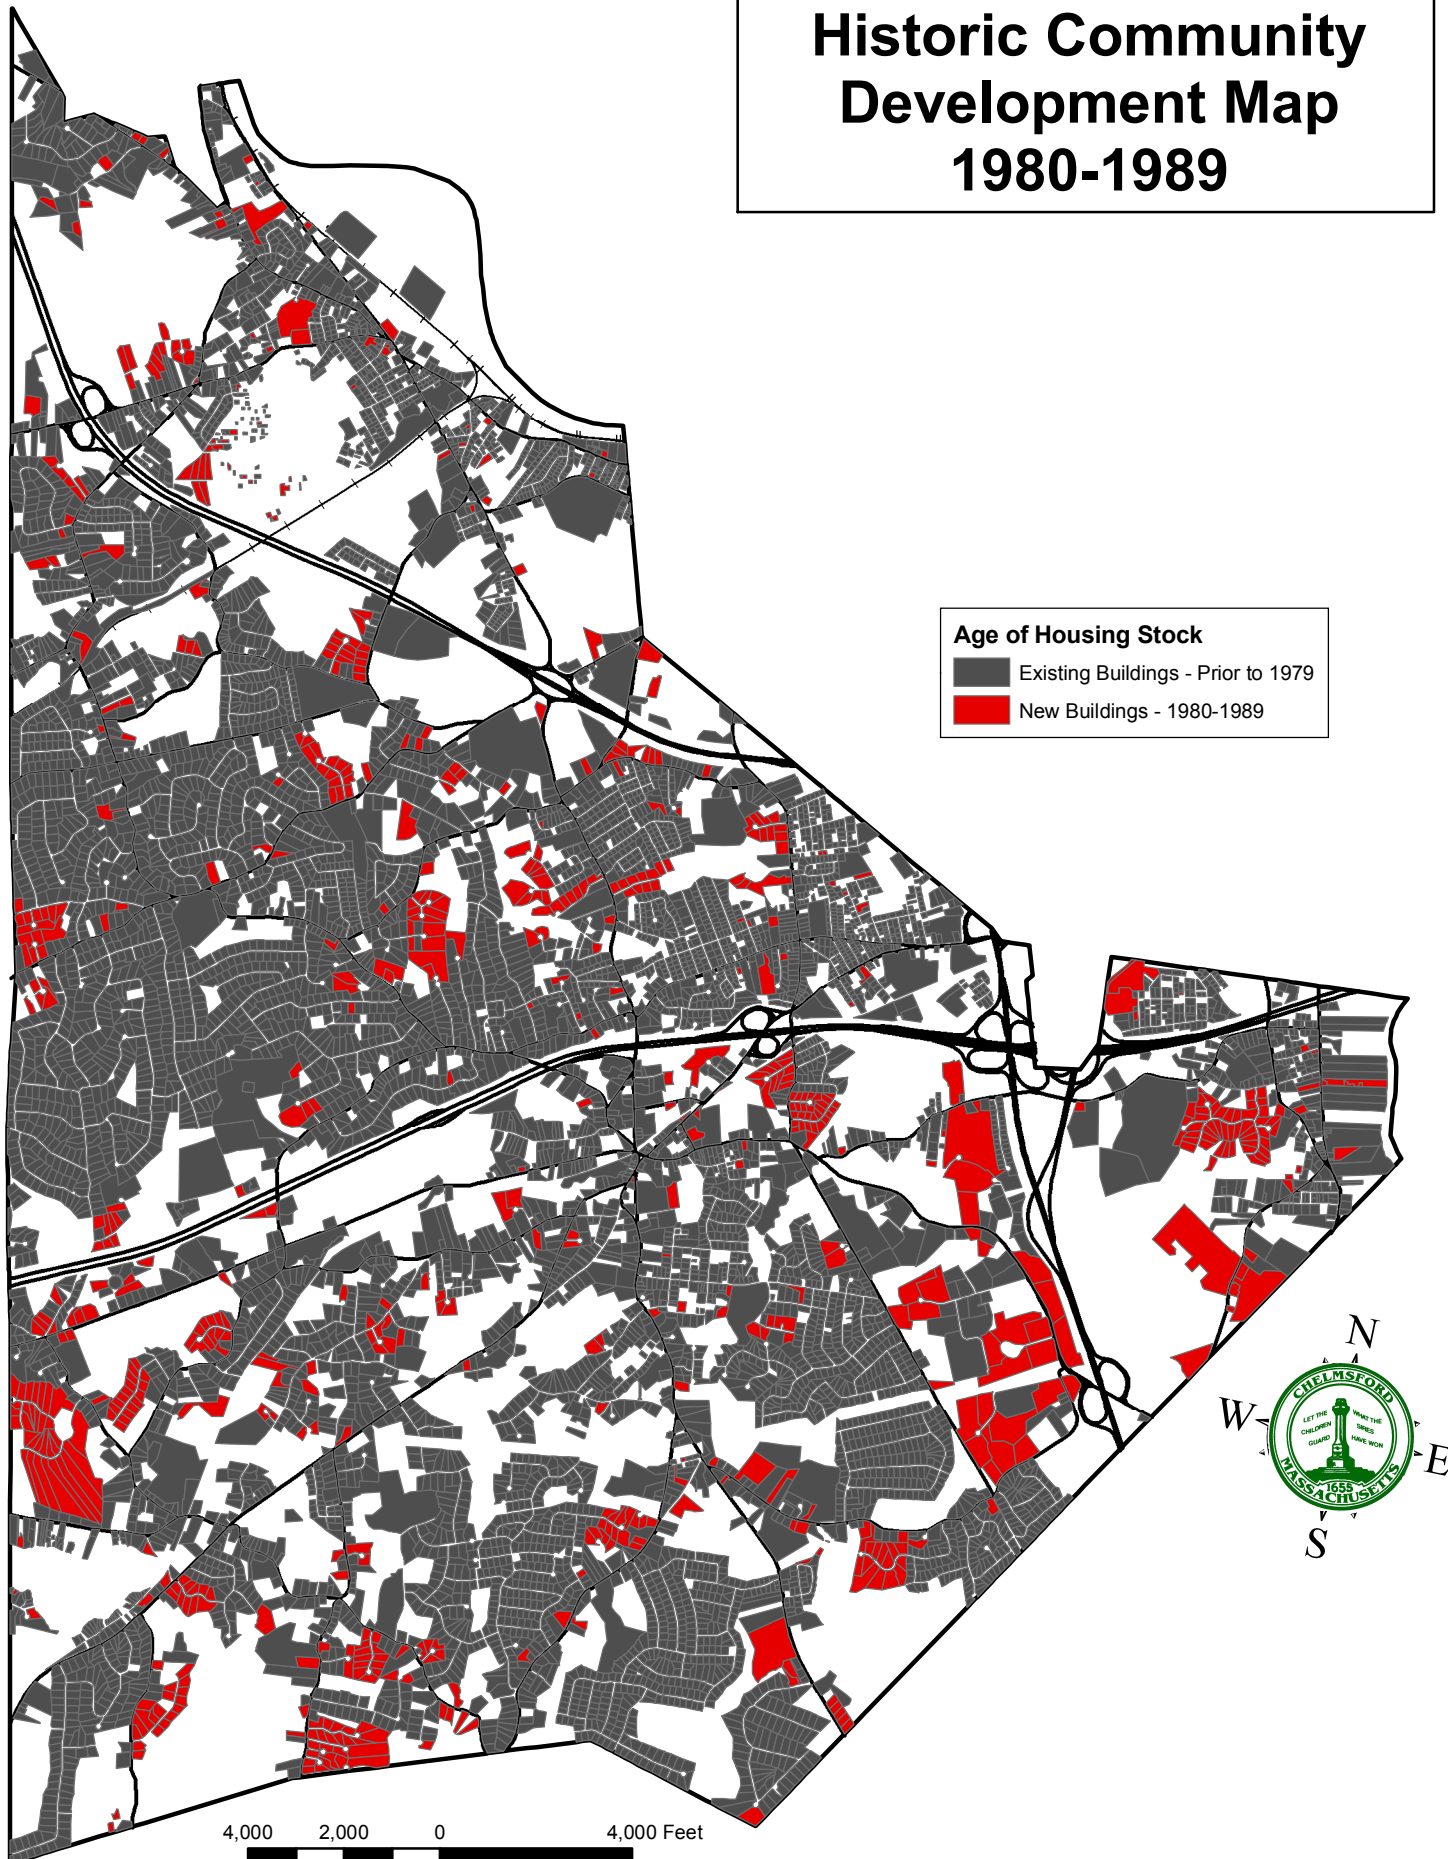 Historic Community
Development Map
1980-1989
Age of Housing Stock
Existing Buildings - Prior to 1979
New Buildings - 1980-1989
N
W
E
S
CHELMSFORD
LET THE
CHILDREN
GUARD
WHAT THE
SIRES
HAVE WON
1655
MASSACHUSETTS
4,000 2,000 0 4,000 Feet